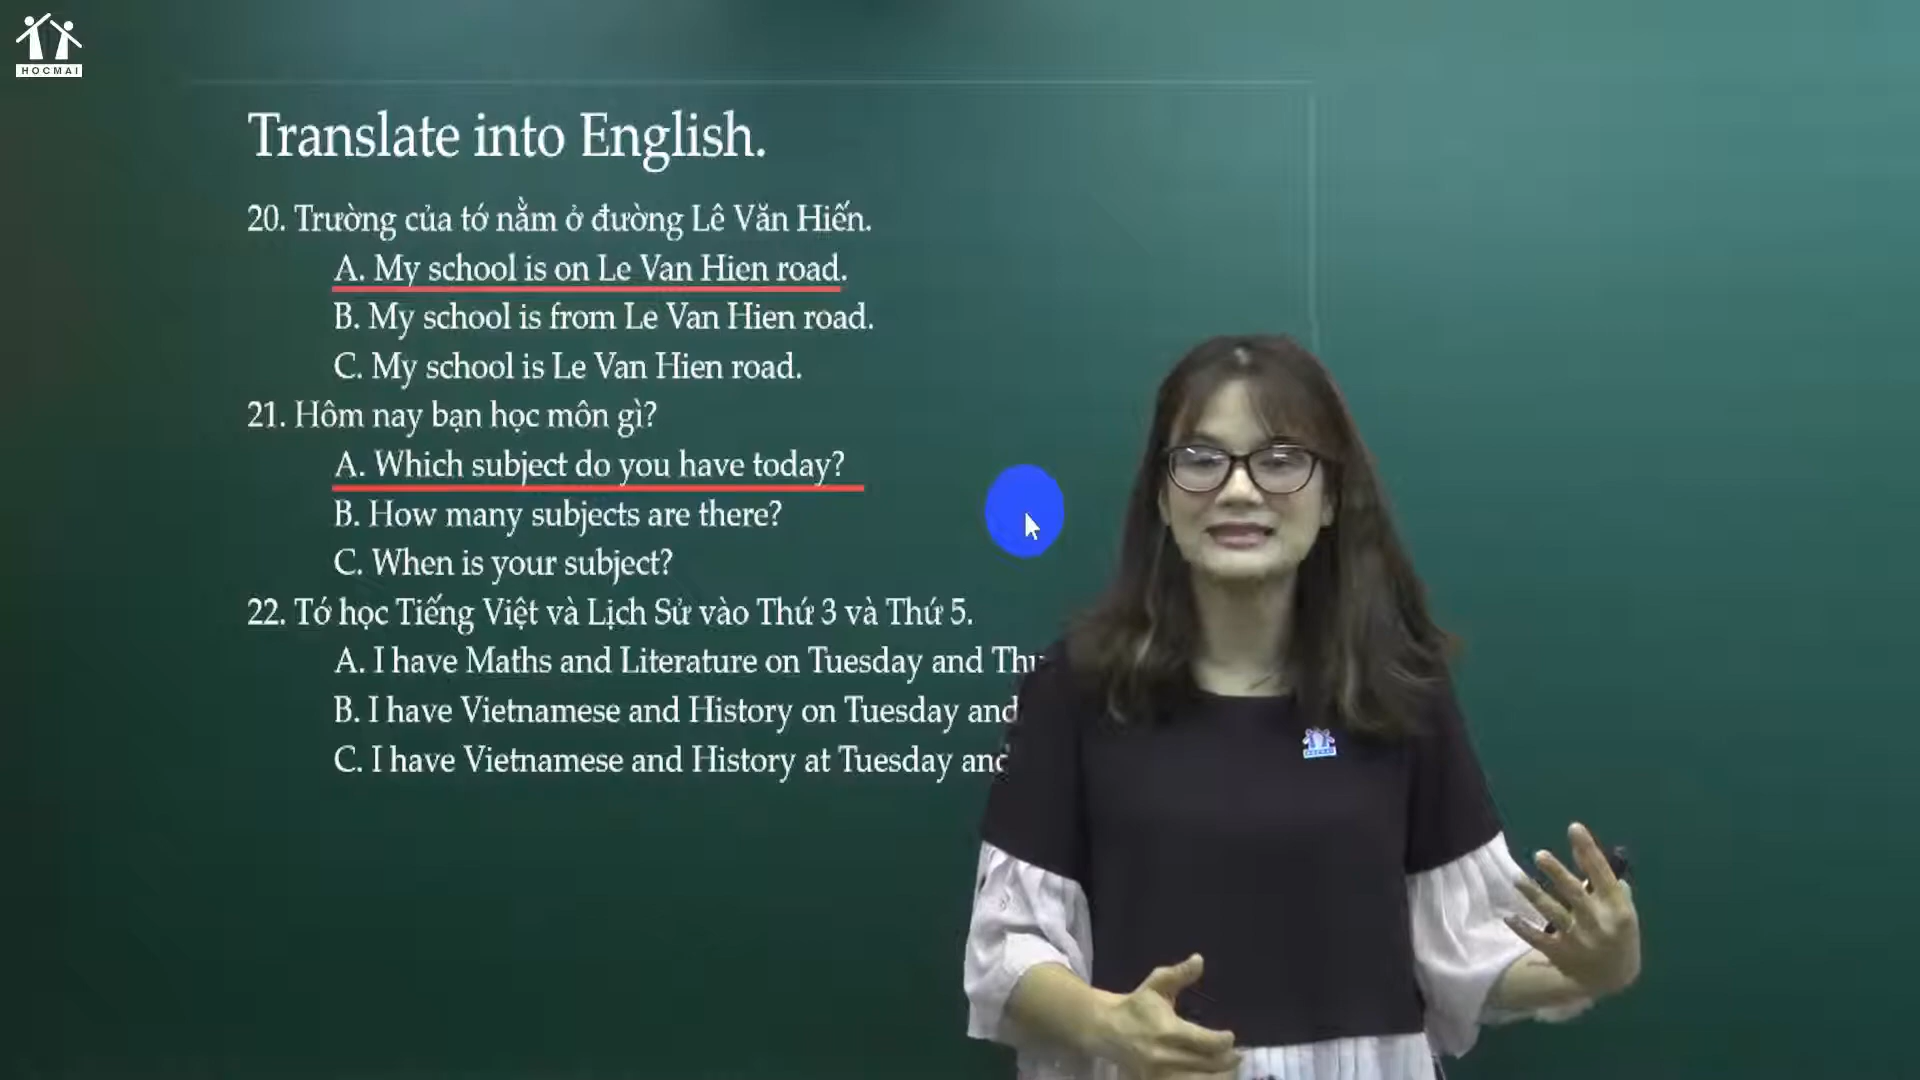 HOCMAI
Translate into English.
20. Trường của tớ nằm ở đường Lê Văn Hiến.
A. My school is on Le Van Hien road.
B. My school is from Le Van Hien road.
C. My school is Le Van Hien road.
21. Hôm nay bạn học môn gì?
A. Which subject do you have today?
B. How many subjects are there?
C. When is your subject?
22. Tớ học Tiếng Việt và Lịch Sử vào Thứ 3 và Thứ 5.
A. I have Maths and Literature on Tuesday and
B. I have Vietnamese and History on Tuesday and
C. I have Vietnamese and History at Tuesday and